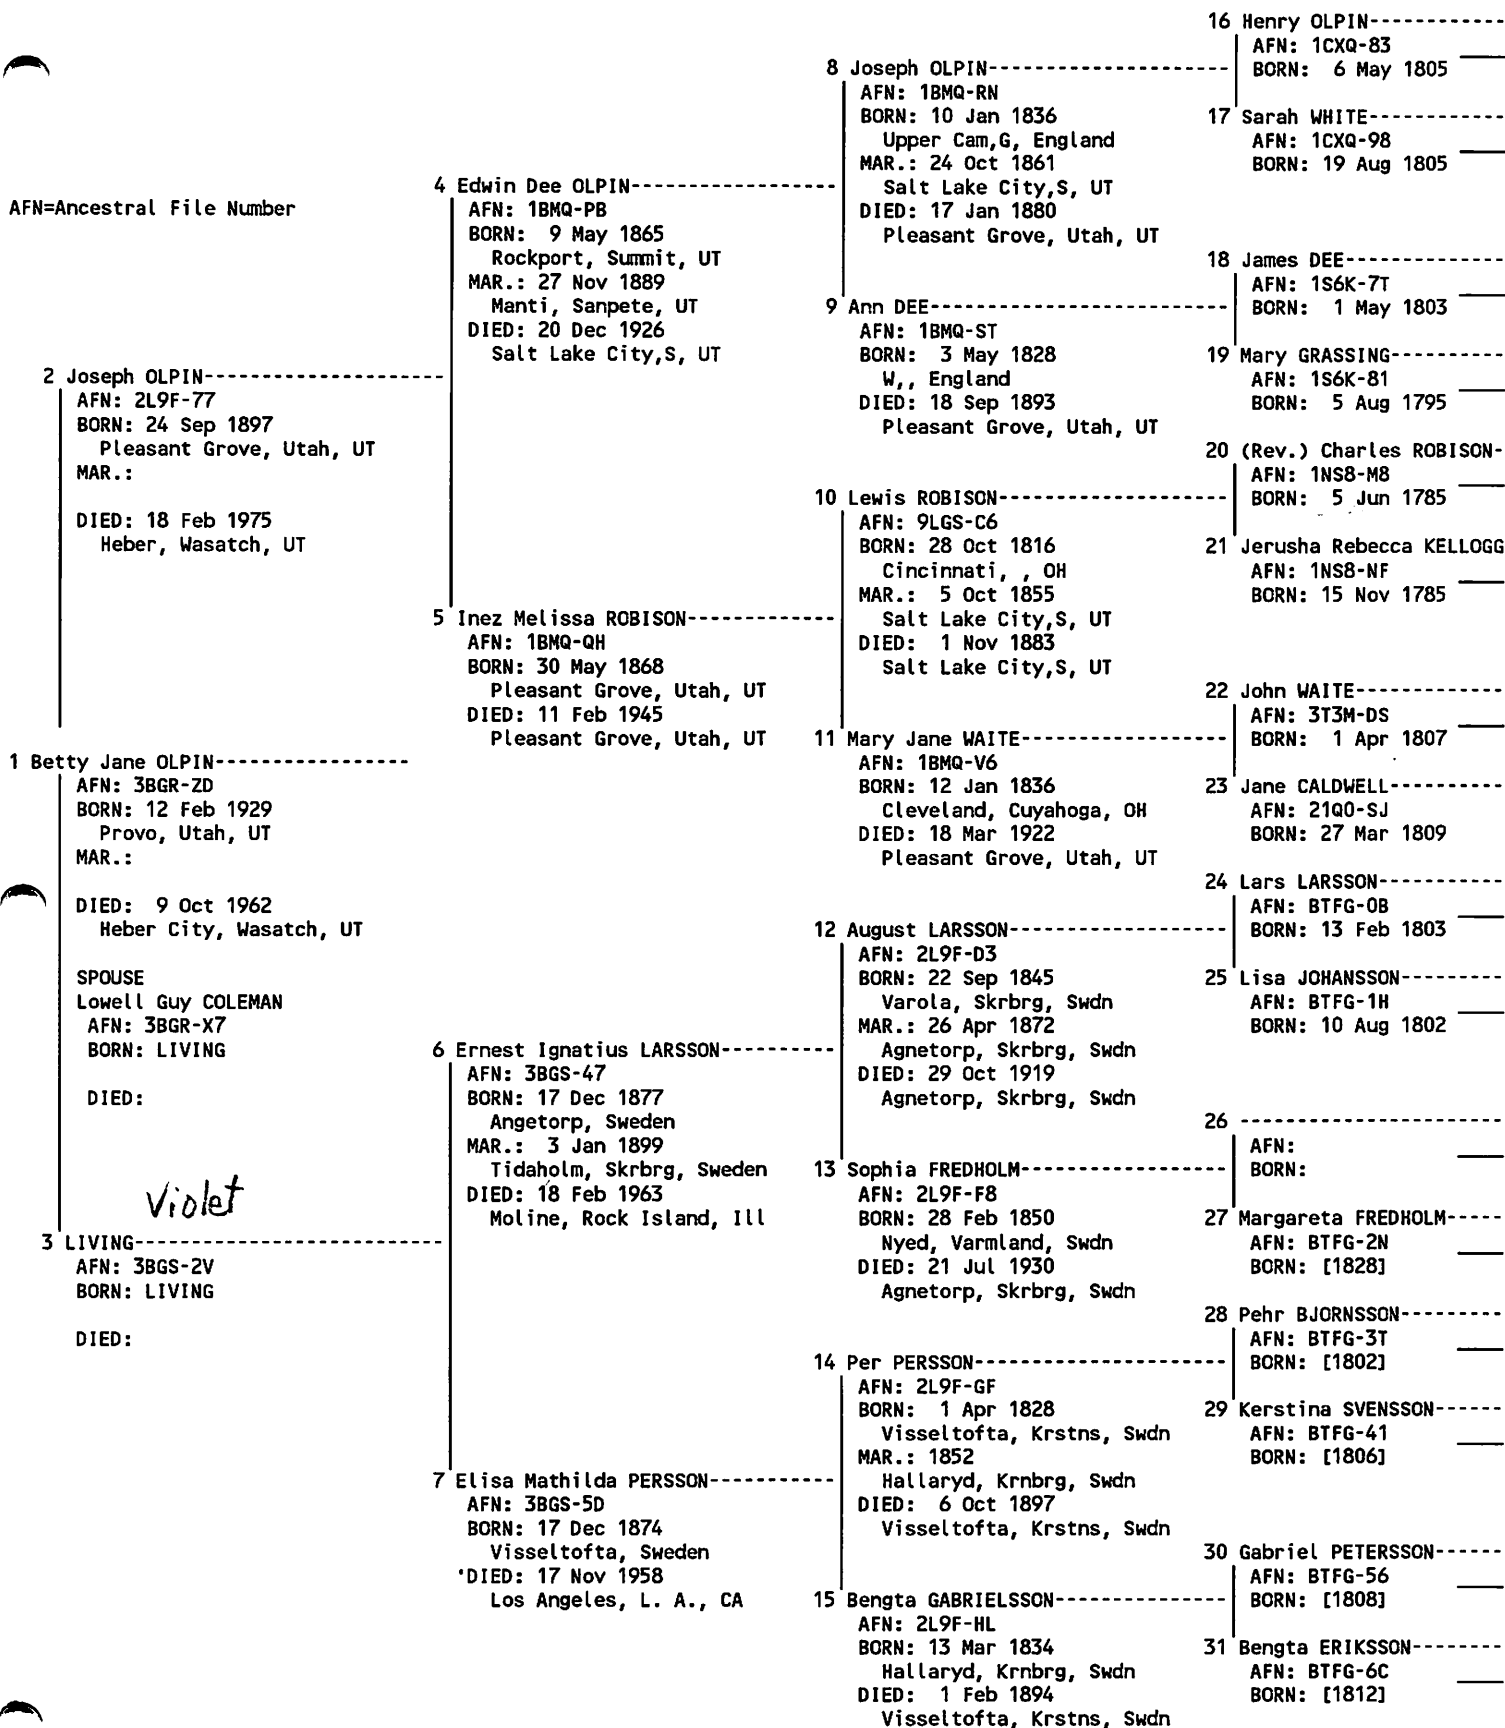 AFN=Ancestral File Number
1 Betty Jane OLPIN-----------------
AFN: 3BGR-ZD
BORN: 12 Feb 1929
Provo, Utah, UT
MAR.:
DIED: 9 Oct 1962
Heber City, Wasatch, UT
SPOUSE
Lowell Guy COLEMAN
AFN: 3BGR-X7
BORN: LIVING
DIED:
2 Joseph OLPIN---------------------
AFN: 2L9F-77
BORN: 24 Sep 1897
Pleasant Grove, Utah, UT
MAR.:
DIED: 18 Feb 1975
Heber, Wasatch, UT
Violet
3 LIVING---------------------------
AFN: 3BGS-2V
BORN: LIVING
DIED:
4 Edwin Dee OLPIN------------------
AFN: 1BMQ-PB
BORN: 9 May 1865
Rockport, Summit, UT
MAR.: 27 Nov 1889
Manti, Sanpete, UT
DIED: 20 Dec 1926
Salt Lake City,S, UT
5 Inez Melissa ROBISON-------------
AFN: 1BMQ-QH
BORN: 30 May 1868
Pleasant Grove, Utah, UT
DIED: 11 Feb 1945
Pleasant Grove, Utah, UT
6 Ernest Ignatius LARSSON----------
AFN: 3BGS-47
BORN: 17 Dec 1877
Angetorp, Sweden
MAR.: 3 Jan 1899
Tidaholm, Skrbrg, Sweden
DIED: 18 Feb 1963
Moline, Rock Island, Ill
7 Elisa Mathilda PERSSON-----------
AFN: 3BGS-5D
BORN: 17 Dec 1874
Visseltofta, Sweden
DIED: 17 Nov 1958
Los Angeles, L. A., CA
8 Joseph OLPIN---------------------
AFN: 1BMQ-RN
BORN: 10 Jan 1836
Upper Cam,G, England
MAR.: 24 Oct 1861
Salt Lake City,S, UT
DIED: 17 Jan 1880
Pleasant Grove, Utah, UT
9 Ann DEE--------------------------
AFN: 1BMQ-ST
BORN: 3 May 1828
W,, England
DIED: 18 Sep 1893
Pleasant Grove, Utah, UT
10 Lewis ROBISON--------------------
AFN: 9LGS-C6
BORN: 28 Oct 1816
Cincinnati, , OH
MAR.: 5 Oct 1855
Salt Lake City,S, UT
DIED: 1 Nov 1883
Salt Lake City,S, UT
11 Mary Jane WAITE------------------
AFN: 1BMQ-V6
BORN: 12 Jan 1836
Cleveland, Cuyahoga, OH
DIED: 18 Mar 1922
Pleasant Grove, Utah, UT
12 August LARSSON-------------------
AFN: 2L9F-D3
BORN: 22 Sep 1845
Varola, Skrbrg, Swdn
MAR.: 26 Apr 1872
Agnetorp, Skrbrg, Swdn
DIED: 29 Oct 1919
Agnetorp, Skrbrg, Swdn
13 Sophia FREDHOLM------------------
AFN: 2L9F-F8
BORN: 28 Feb 1850
Nyed, Varmland, Swdn
DIED: 21 Jul 1930
Agnetorp, Skrbrg, Swdn
14 Per PERSSON----------------------
AFN: 2L9F-GF
BORN: 1 Apr 1828
Visseltofta, Krstns, Swdn
MAR.: 1852
Hallaryd, Krnbrg, Swdn
DIED: 6 Oct 1897
Visseltofta, Krstns, Swdn
15 Bengta GABRIELSSON---------------
AFN: 2L9F-HL
BORN: 13 Mar 1834
Hallaryd, Krnbrg, Swdn
DIED: 1 Feb 1894
Visseltofta, Krstns, Swdn
16 Henry OLPIN------------
AFN: 1CXQ-83
BORN: 6 May 1805
17 Sarah WHITE------------
AFN: 1CXQ-98
BORN: 19 Aug 1805
18 James DEE--------------
AFN: 1S6K-7T
BORN: 1 May 1803
19 Mary GRASSING----------
AFN: 1S6K-81
BORN: 5 Aug 1795
20 (Rev.) Charles ROBISON-
AFN: 1NS8-M8
BORN: 5 Jun 1785
21 Jerusha Rebecca KELLOGG
AFN: 1NS8-NF
BORN: 15 Nov 1785
22 John WAITE-------------
AFN: 3T3M-DS
BORN: 1 Apr 1807
23 Jane CALDWELL----------
AFN: 21Q0-SJ
BORN: 27 Mar 1809
24 Lars LARSSON-----------
AFN: BTFG-0B
BORN: 13 Feb 1803
25 Lisa JOHANSSON---------
AFN: BTFG-1H
BORN: 10 Aug 1802
26 -----------------------
AFN:
BORN:
27 Margareta FREDHOLM-----
AFN: BTFG-2N
BORN: [1828]
28 Pehr BJORNSSON---------
AFN: BTFG-3T
BORN: [1802]
29 Kerstina SVENSSON------
AFN: BTFG-41
BORN: [1806]
30 Gabriel PETERSSON------
AFN: BTFG-56
BORN: [1808]
31 Bengta ERIKSSON--------
AFN: BTFG-6C
BORN: [1812]